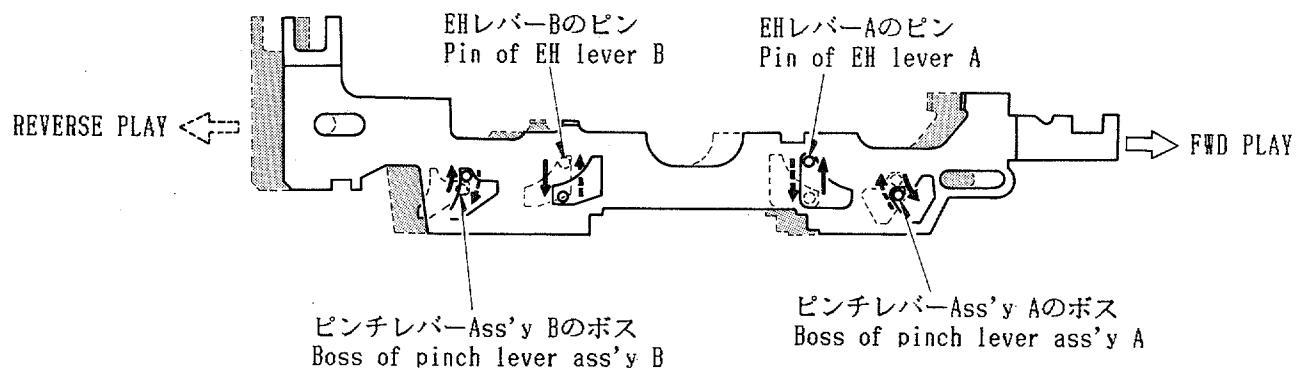 EHレバーBのピン
Pin of EH lever B
EHレバーAのピン
Pin of EH lever A
REVERSE PLAY
FWD PLAY
ピンチレバーAss'y Bのボス
Boss of pinch lever ass'y B
ピンチレバーAss'y Aのボス
Boss of pinch lever ass'y A